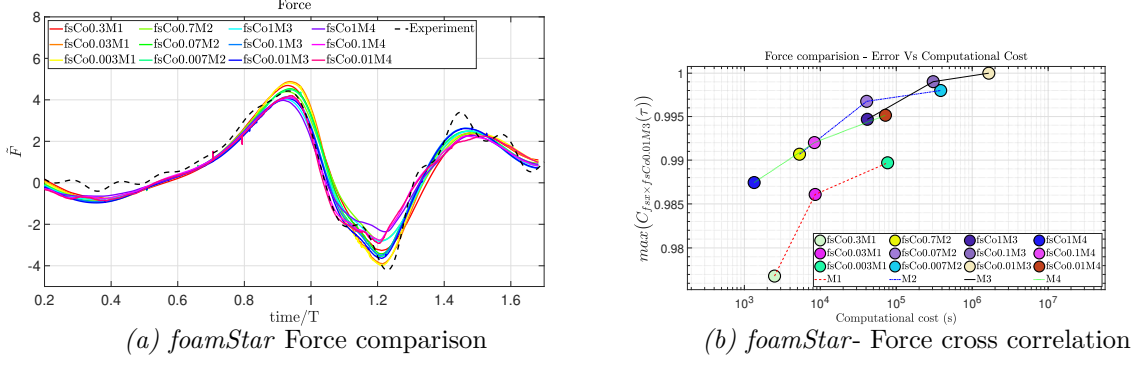 Force
8
6
4
2
0
-2
-4
F̃
fsCo0.3M1
fsCo0.03M1
fsCo0.003M1
fsCo0.7M2
fsCo0.07M2
fsCo0.007M2
fsCo1M3
fsCo0.1M3
fsCo0.01M3
fsCo1M4
fsCo0.1M4
fsCo0.01M4
Experiment
0.2 0.4 0.6 0.8 1 1.2 1.4 1.6
time/T
(a) foamStar Force comparison
Force comparision - Error Vs Computational Cost
1
0.995
0.99
0.985
0.98
max(C_{fsx×fsCo0.01M3}(τ))
fsCo0.3M1 fsCo0.7M2 fsCo1M3 fsCo1M4
fsCo0.03M1 fsCo0.07M2 fsCo0.1M3 fsCo0.1M4
fsCo0.003M1 fsCo0.007M2 fsCo0.01M3 fsCo0.01M4
M1 M2 M3 M4
10^3 10^4 10^5 10^6 10^7
Computational cost (s)
(b) foamStar- Force cross correlation